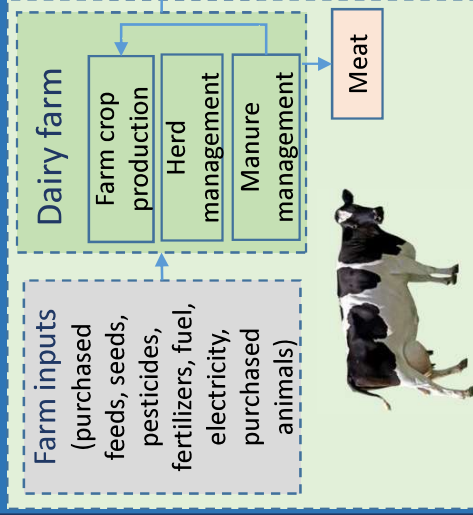 Farm inputs
(purchased
feeds, seeds,
pesticides,
fertilizers, fuel,
electricity,
purchased
animals)
Dairy farm
Farm crop
production
Herd
management
Manure
management
Meat